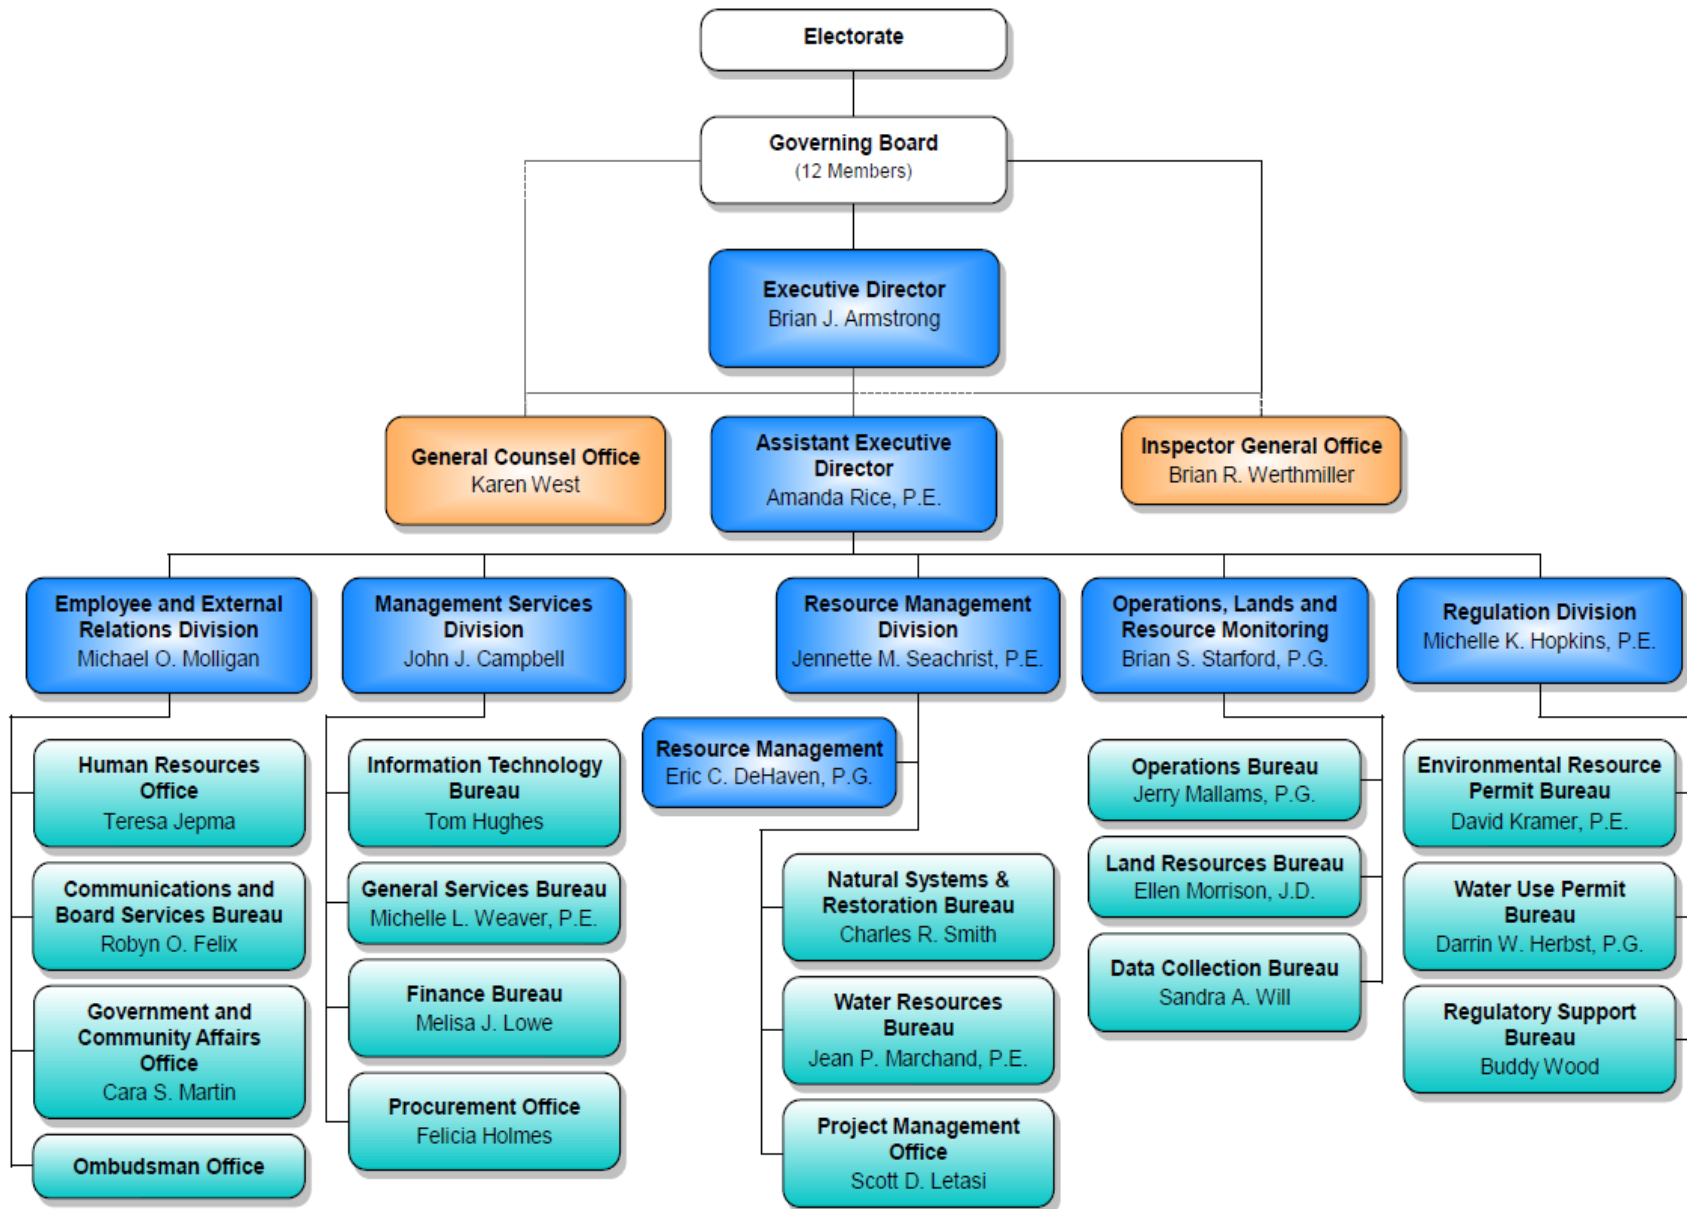 Electorate
Governing Board
(12 Members)
Executive Director
Brian J. Armstrong
General Counsel Office
Karen West
Assistant Executive
Director
Amanda Rice, P.E.
Inspector General Office
Brian R. Werthmiller
Employee and External
Relations Division
Michael O. Molligan
Management Services
Division
John J. Campbell
Resource Management
Division
Jennette M. Seachrist, P.E.
Operations, Lands and
Resource Monitoring
Brian S. Starford, P.G.
Regulation Division
Michelle K. Hopkins, P.E.
Human Resources
Office
Teresa Jepma
Communications and
Board Services Bureau
Robyn O. Felix
Government and
Community Affairs
Office
Cara S. Martin
Ombudsman Office
Information Technology
Bureau
Tom Hughes
General Services Bureau
Michelle L. Weaver, P.E.
Finance Bureau
Melisa J. Lowe
Procurement Office
Felicia Holmes
Resource Management
Eric C. DeHaven, P.G.
Natural Systems &
Restoration Bureau
Charles R. Smith
Water Resources
Bureau
Jean P. Marchand, P.E.
Project Management
Office
Scott D. Letasi
Operations Bureau
Jerry Mallams, P.G.
Land Resources Bureau
Ellen Morrison, J.D.
Data Collection Bureau
Sandra A. Will
Environmental Resource
Permit Bureau
David Kramer, P.E.
Water Use Permit
Bureau
Darrin W. Herbst, P.G.
Regulatory Support
Bureau
Buddy Wood